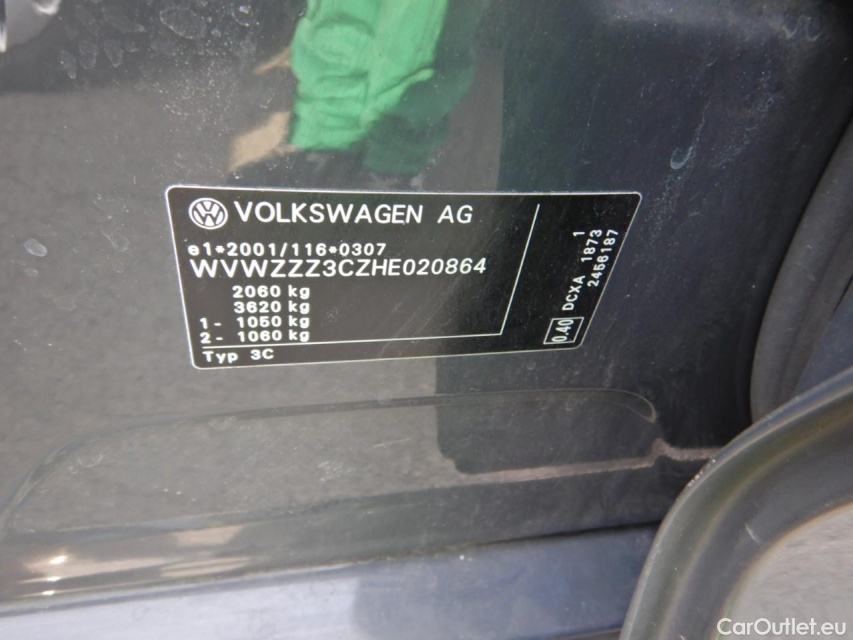 VOLKSWAGEN AG
e1*2001/116*0307
WVWZZZ3CZHE020864
2060 kg
3620 kg
1- 1050 kg
2- 1060 kg
Typ 3C
0.40 DCXA 1873 1
2456187
CarOutlet.eu